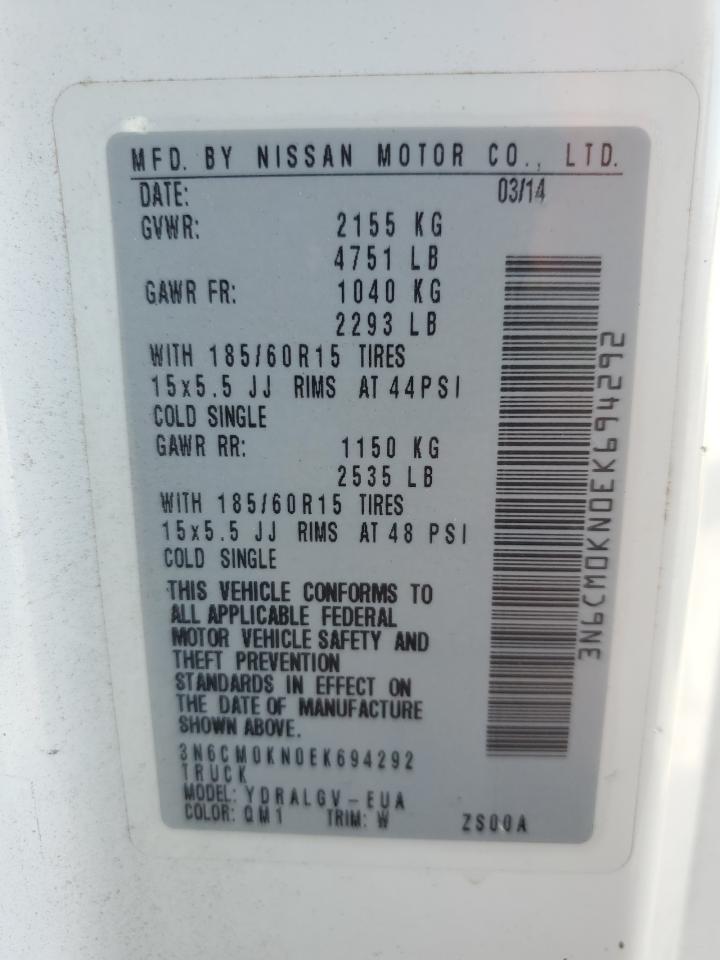 MFD. BY NISSAN MOTOR CO., LTD.
DATE: 03/14
GVWR: 2155 KG
4751 LB
GAWR FR: 1040 KG
2293 LB
WITH 185/60R15 TIRES
15x5.5 JJ RIMS AT 44PSI
COLD SINGLE
GAWR RR: 1150 KG
2535 LB
WITH 185/60R15 TIRES
15x5.5 JJ RIMS AT 48 PSI
COLD SINGLE
THIS VEHICLE CONFORMS TO
ALL APPLICABLE FEDERAL
MOTOR VEHICLE SAFETY AND
THEFT PREVENTION
STANDARDS IN EFFECT ON
THE DATE OF MANUFACTURE
SHOWN ABOVE.
3N6CM0KN0EK694292
TRUCK
MODEL: YDRALGV-EUA
COLOR: QM1 TRIM: W ZS00A
3N6CM0KN0EK694292